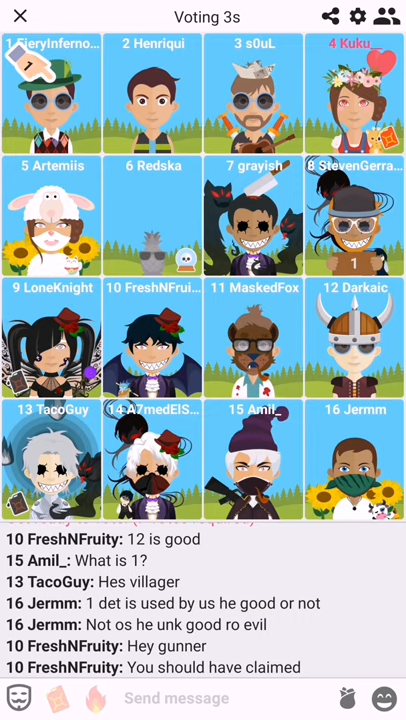 Voting 3s
1 FieryInferno...
2 Henriqui
3 s0uL
4 Kuku__
1
5 Artemiis
6 Redska
7 grayish
8 StevenGerra...
1
9 LoneKnight
10 FreshNFrui...
11 MaskedFox
12 Darkaic
13 TacoGuy
14 A7medElS...
15 Amil_
16 Jermm
10 FreshNFruity: 12 is good
15 Amil_: What is 1?
13 TacoGuy: Hes villager
16 Jermm: 1 det is used by us he good or not
16 Jermm: Not os he unk good ro evil
10 FreshNFruity: Hey gunner
10 FreshNFruity: You should have claimed
Send message